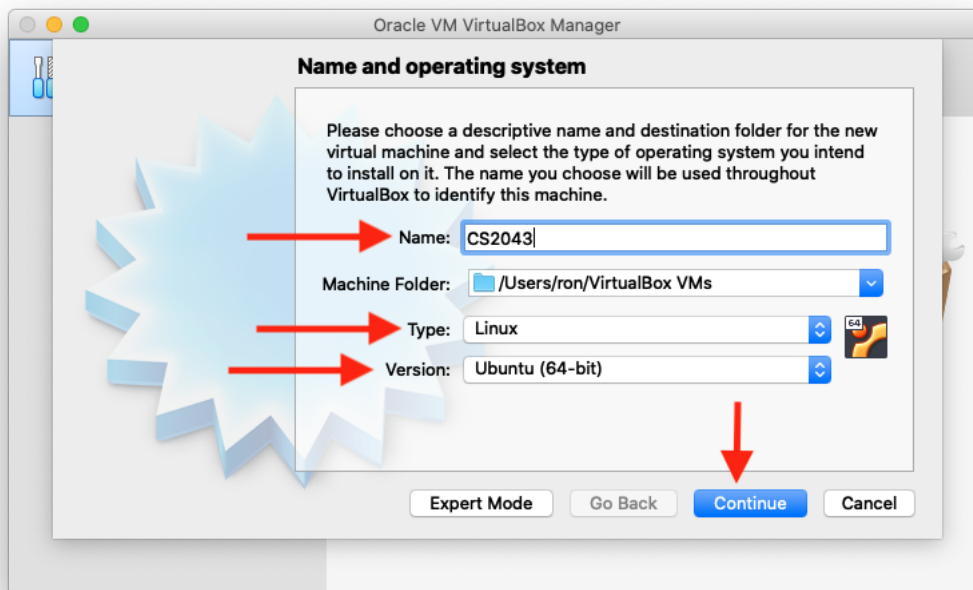 Oracle VM VirtualBox Manager
Name and operating system
Please choose a descriptive name and destination folder for the new
virtual machine and select the type of operating system you intend
to install on it. The name you choose will be used throughout
VirtualBox to identify this machine.
Name: CS2043
Machine Folder: /Users/ron/VirtualBox VMs
Type: Linux
64
Version: Ubuntu (64-bit)
Expert Mode Go Back Continue Cancel